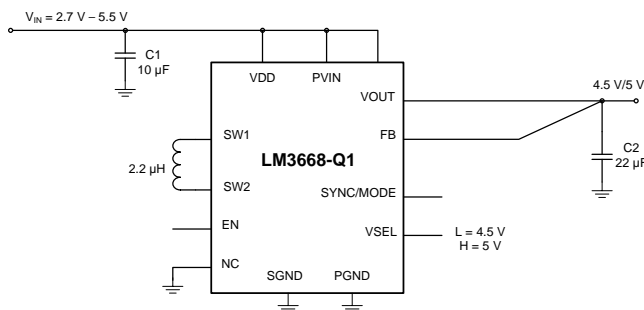 VIN = 2.7 V – 5.5 V
C1
10 µF
VDD
PVIN
VOUT
4.5 V/5 V
SW1
FB
2.2 µH
LM3668-Q1
C2
22 µF
SW2
SYNC/MODE
EN
VSEL
L = 4.5 V
H = 5 V
NC
SGND
PGND